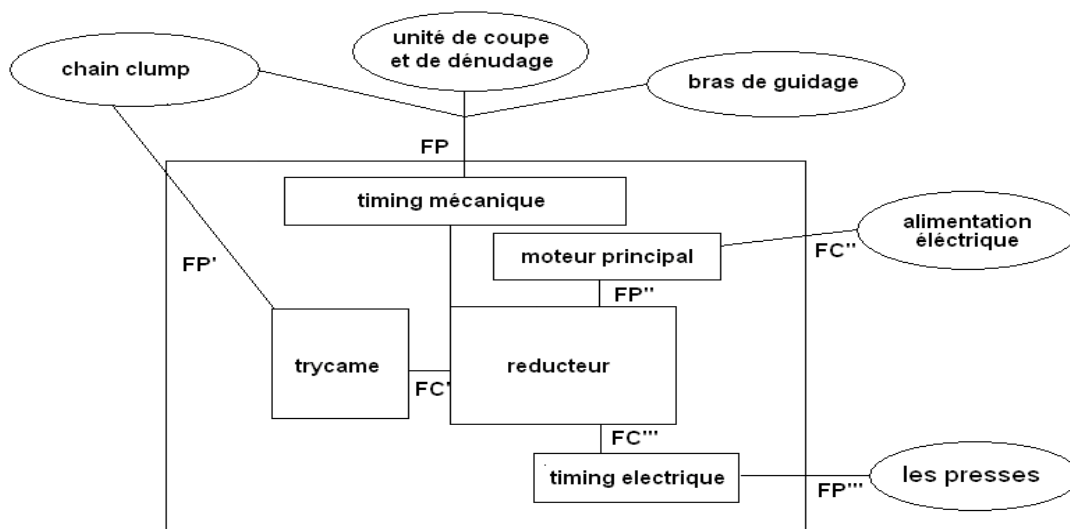 unité de coupe
et de dénudage
chain clump
bras de guidage
FP
timing mécanique
alimentation
éléctrique
moteur principal
FC''
FP'
FP''
trycame
reducteur
FC'
FC'''
timing electrique
les presses
FP'''